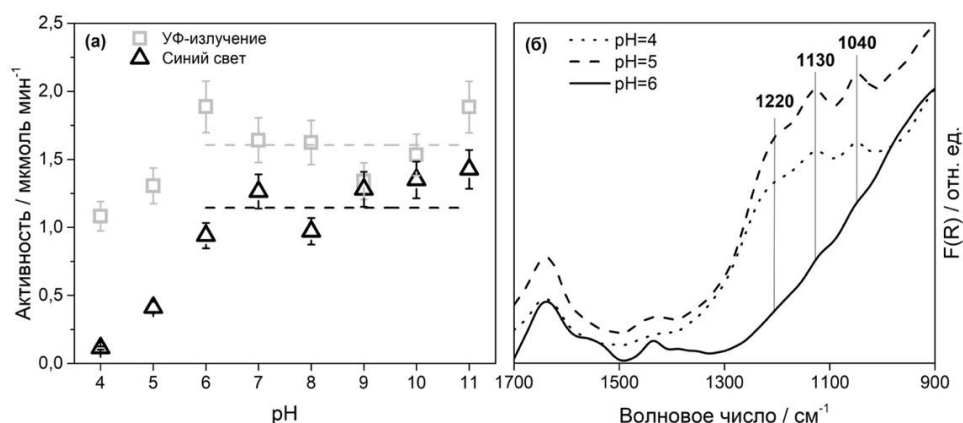 (а)
УФ-излучение
Синий свет
Активность / мкмоль мин⁻¹
2,5
2,0
1,5
1,0
0,5
0,0
4 5 6 7 8 9 10 11
pH
(б)
pH=4
pH=5
pH=6
1220
1130
1040
F(R) / отн. ед.
1700 1500 1300 1100 900
Волновое число / см⁻¹